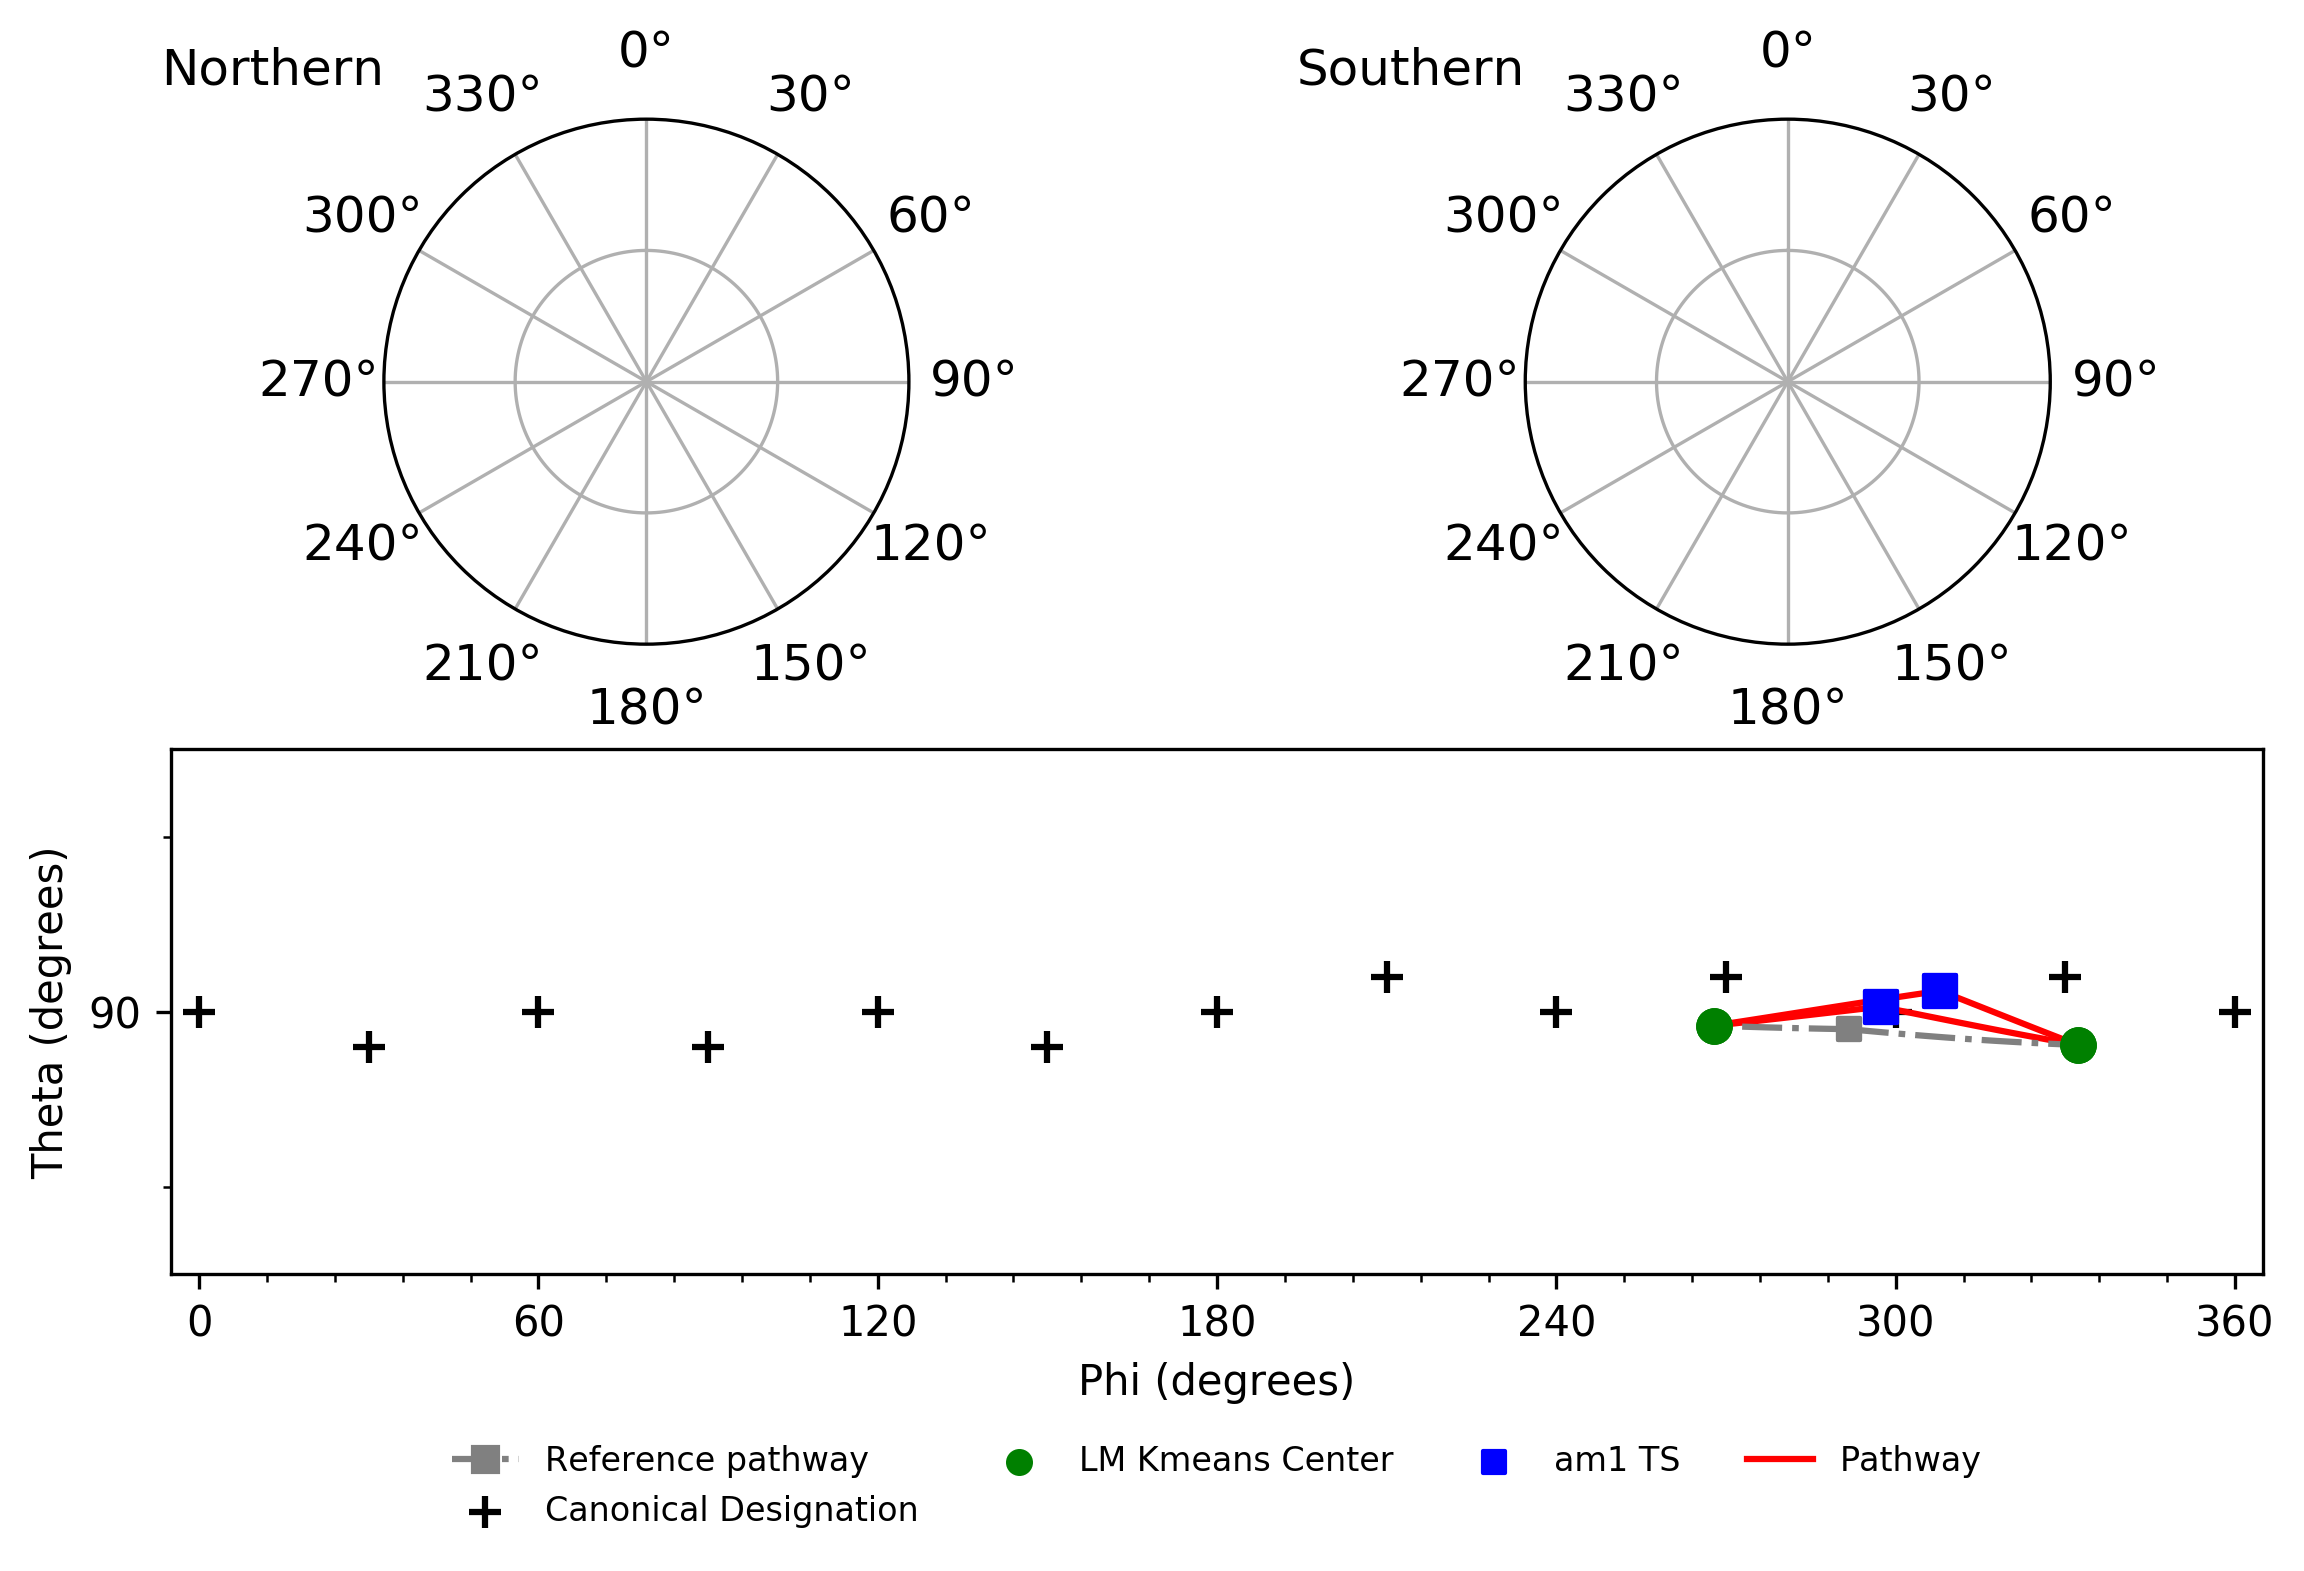 Northern
0°
30°
60°
90°
120°
150°
180°
210°
240°
270°
300°
330°
Southern
0°
30°
60°
90°
120°
150°
180°
210°
240°
270°
300°
330°
Theta (degrees)
90
0 60 120 180 240 300 360
Phi (degrees)
Reference pathway
Canonical Designation
LM Kmeans Center
am1 TS
Pathway